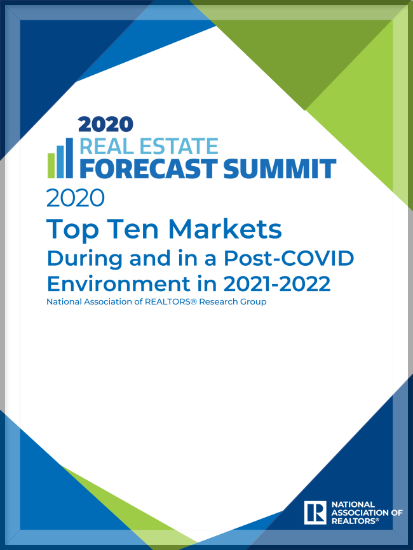 2020
REAL ESTATE
FORECAST SUMMIT
2020
Top Ten Markets
During and in a Post-COVID
Environment in 2021-2022
National Association of REALTORS® Research Group
R
NATIONAL
ASSOCIATION OF
REALTORS®